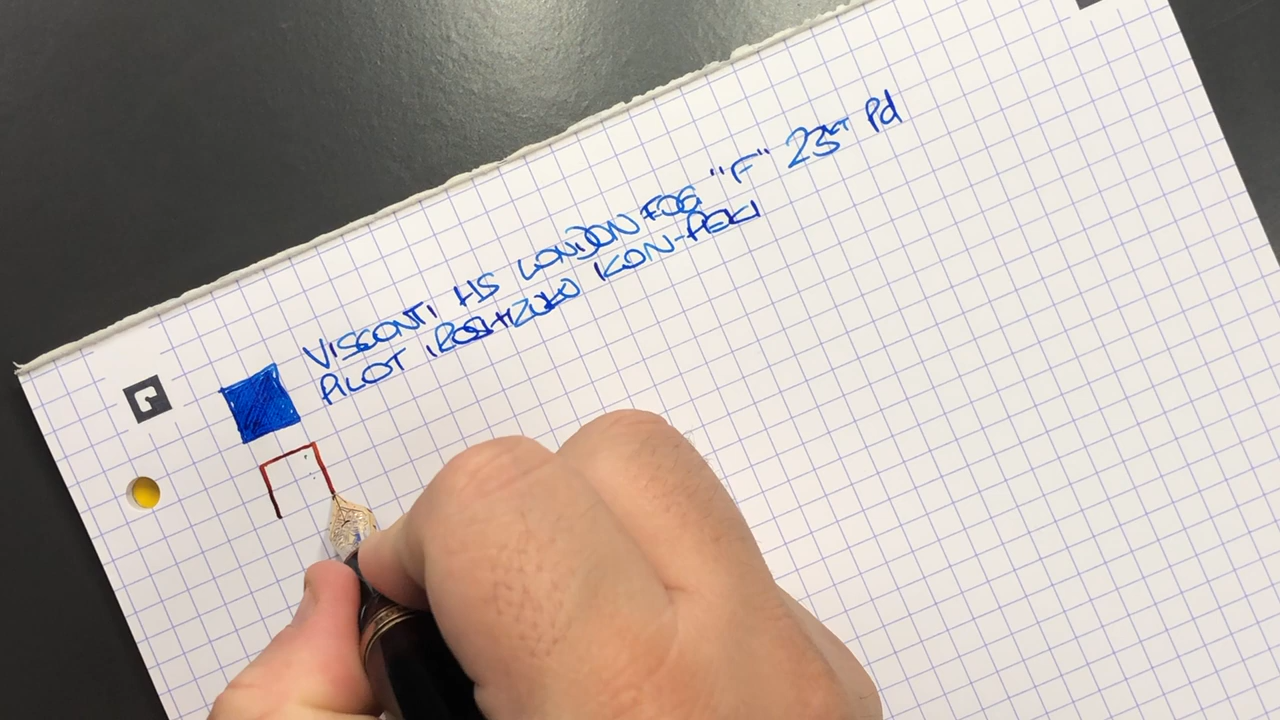 VISCONTI HS LONDON FOG "F" 23KT Pd
PILOT IROSHIZUKU KON-PEKI